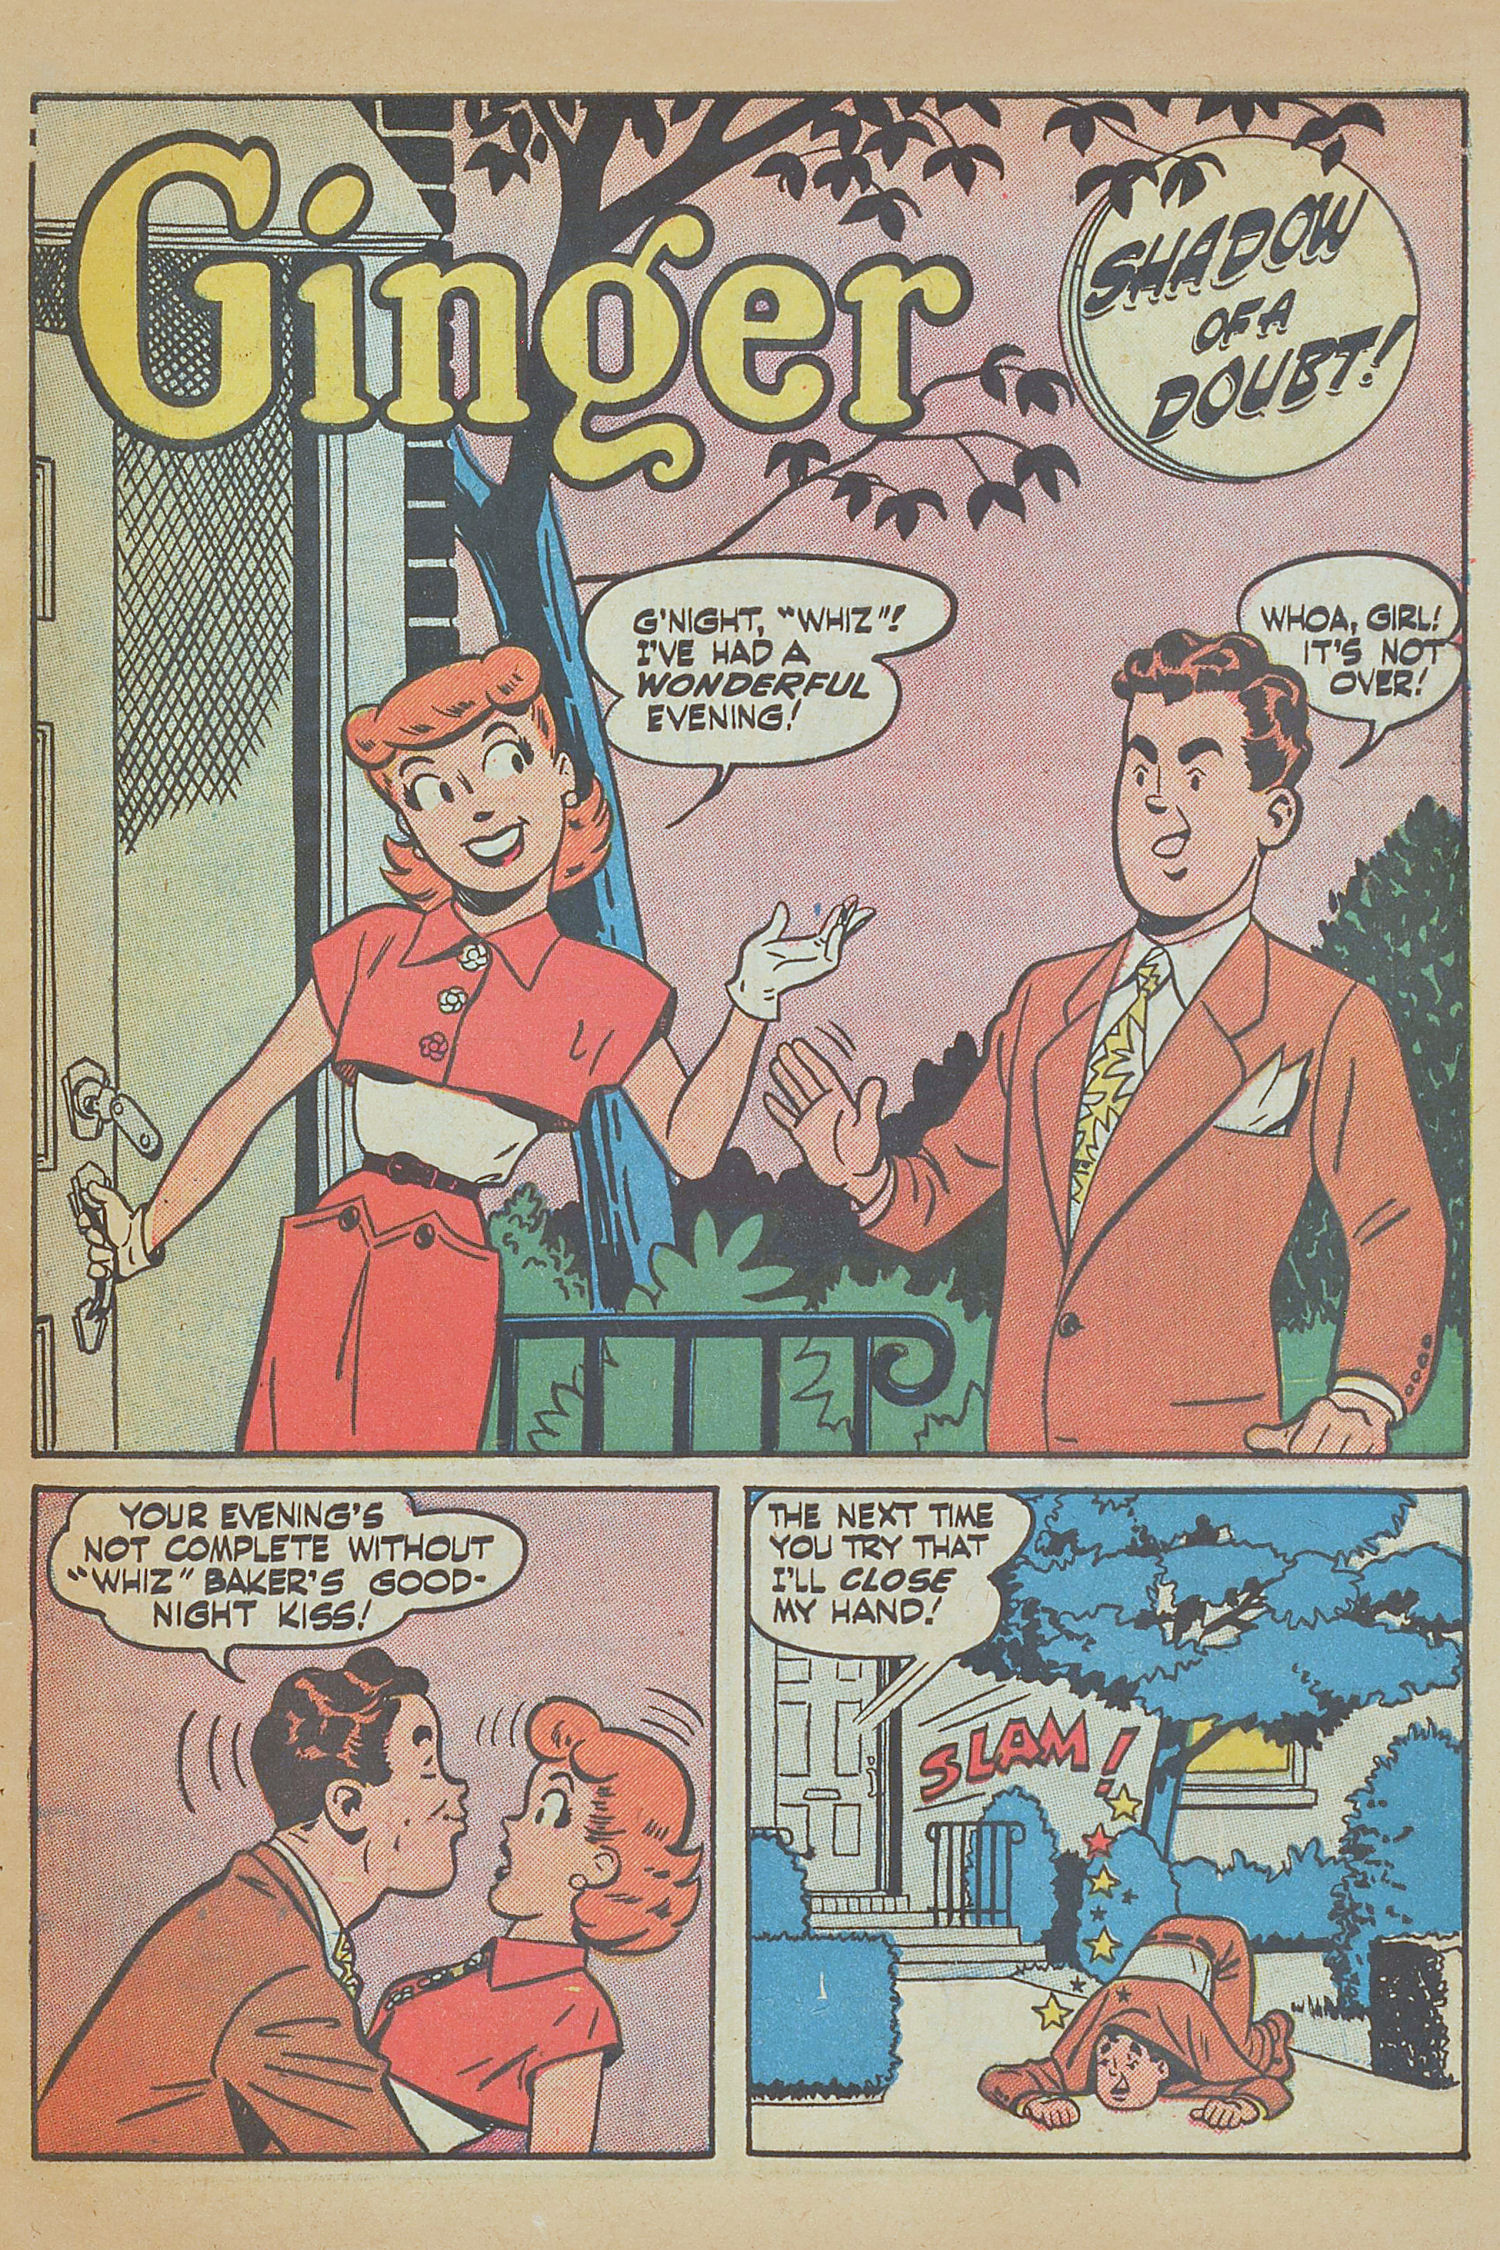 Ginger
SHADOW
OF A
DOUBT!
G'NIGHT, "WHIZ"!
I'VE HAD A
WONDERFUL
EVENING!
WHOA, GIRL!
IT'S NOT
OVER!
YOUR EVENING'S
NOT COMPLETE WITHOUT
"WHIZ" BAKER'S GOOD-
NIGHT KISS!
THE NEXT TIME
YOU TRY THAT
I'LL CLOSE
MY HAND!
SLAM!